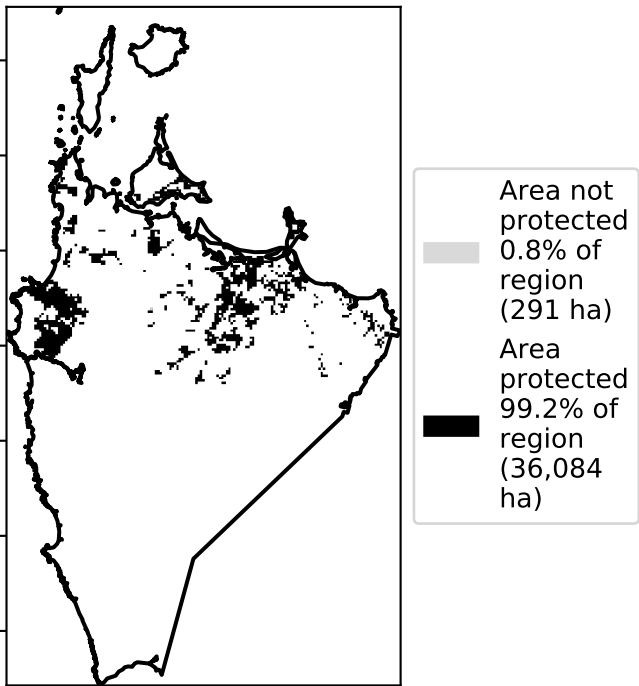 Area not
protected
0.8% of
region
(291 ha)
Area
protected
99.2% of
region
(36,084
ha)